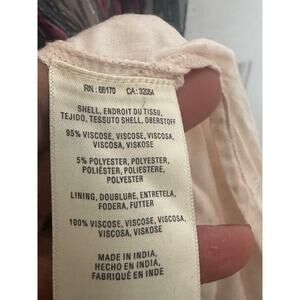 RN: 66170 CA: 32054
SHELL, ENDROIT DU TISSU,
TEJIDO, TESSUTO SHELL, OBERSTOFF
95% VISCOSE, VISCOSE, VISCOSA,
VISCOSA, VISKOSE
5% POLYESTER, POLYESTER,
POLIÉSTER, POLIESTERE,
POLYESTER
LINING, DOUBLURE, ENTRETELA,
FODERA, FUTTER
100% VISCOSE, VISCOSE, VISCOSA,
VISCOSA, VISKOSE
MADE IN INDIA,
HECHO EN INDIA,
FABRIQUÉ EN INDE